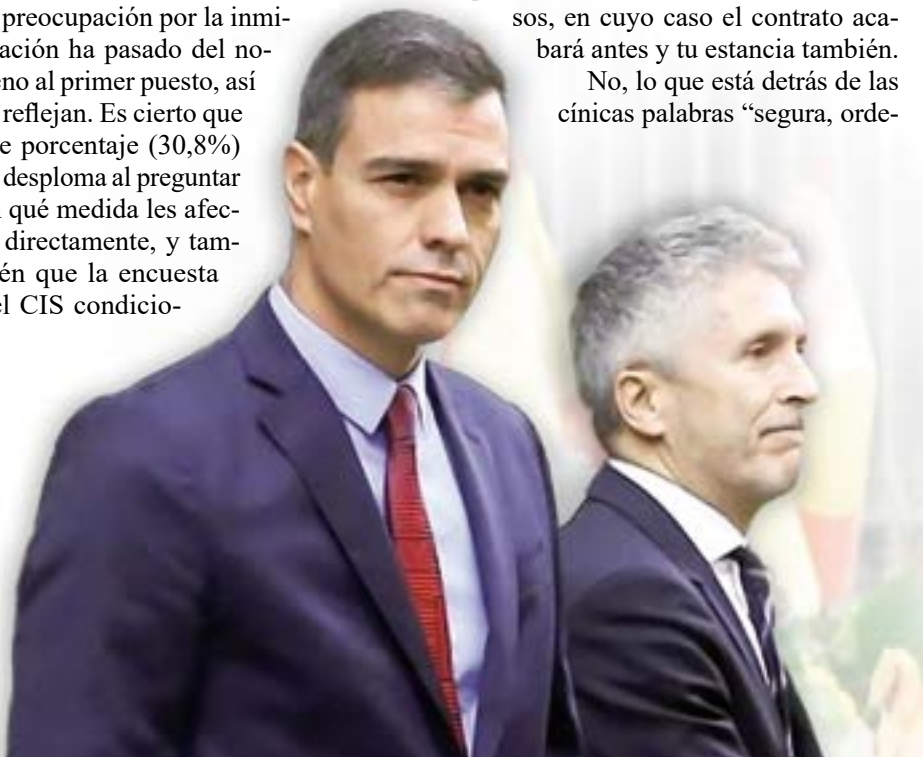 preocupación por la inmi-
ación ha pasado del no-
eno al primer puesto, así
reflejan. Es cierto que
e porcentaje (30,8%)
desploma al preguntar
qué medida les afec-
directamente, y tam-
én que la encuesta
el CIS condicio-
sos, en cuyo caso el contrato aca-
bará antes y tu estancia también.
No, lo que está detrás de las
cínicas palabras “segura, orde-